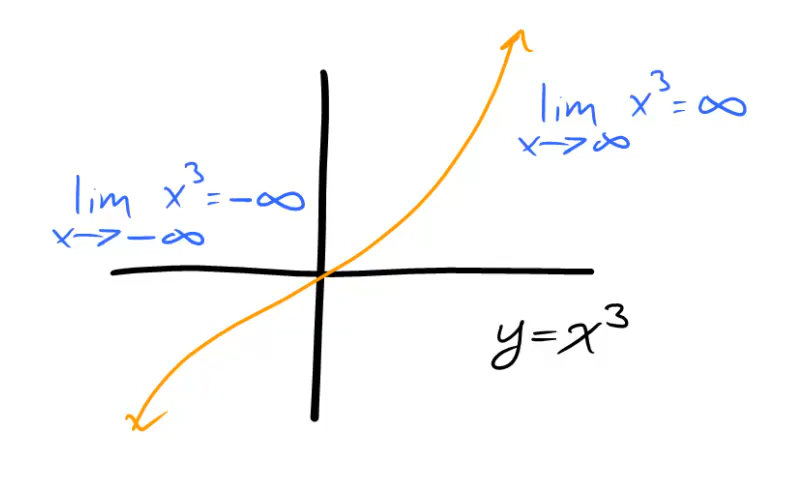 lim x³ = ∞
x→∞
lim x³ = -∞
x→-∞
y = x³